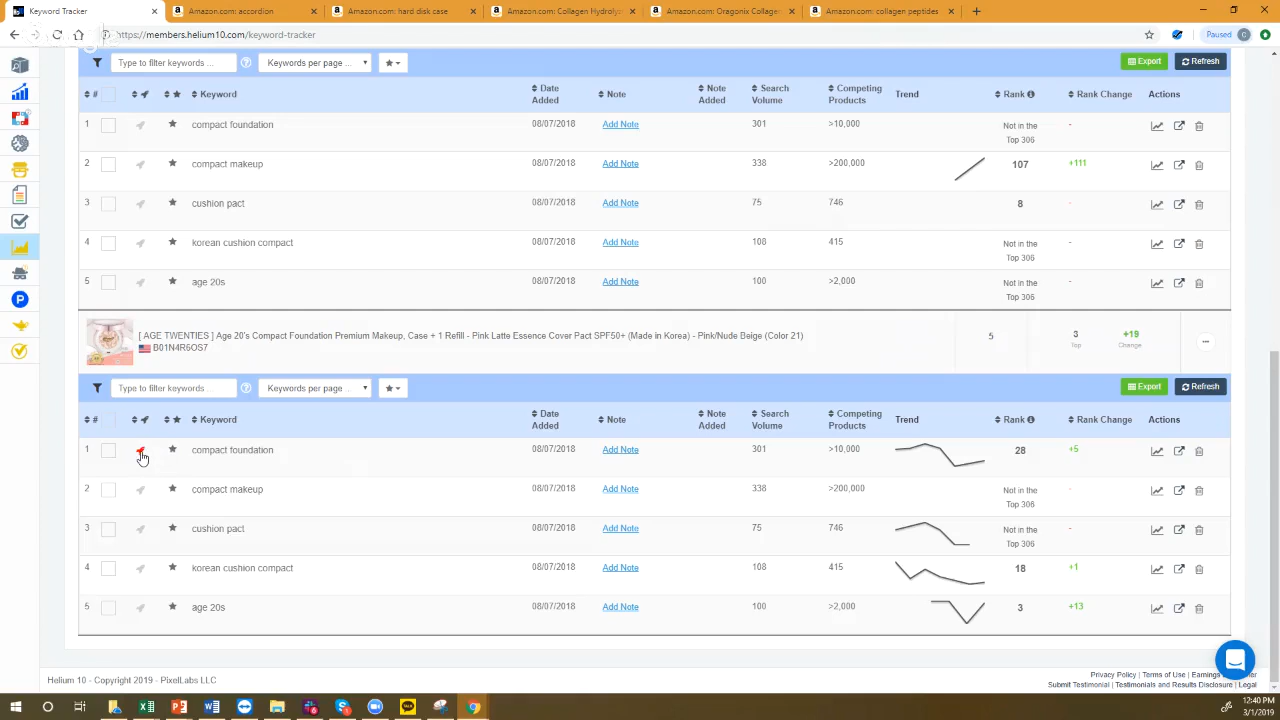 Keyword Tracker
Amazon.com: accordion
Amazon.com: hard disk case
Amazon.com: Collagen Hydroly
Amazon.com: Oragonix Collage
Amazon.com: collagen peptides
https://members.helium10.com/keyword-tracker
Paused
Type to filter keywords ...
Keywords per page ...
Export
Refresh
# Keyword Date Added Note Note Added Search Volume Competing Products Trend Rank Rank Change Actions
1 compact foundation 08/07/2018 Add Note 301 >10,000 Not in the Top 306 -
2 compact makeup 08/07/2018 Add Note 338 >200,000 107 +111
3 cushion pact 08/07/2018 Add Note 75 746 8 -
4 korean cushion compact 08/07/2018 Add Note 108 415 Not in the Top 306 -
5 age 20s 08/07/2018 Add Note 100 >2,000 Not in the Top 306 -
[ AGE TWENTIES ] Age 20's Compact Foundation Premium Makeup, Case + 1 Refill - Pink Latte Essence Cover Pact SPF50+ (Made in Korea) - Pink/Nude Beige (Color 21)
B01N4R6OS7
5
3 Top
+19 Change
Type to filter keywords ...
Keywords per page ...
Export
Refresh
# Keyword Date Added Note Note Added Search Volume Competing Products Trend Rank Rank Change Actions
1 compact foundation 08/07/2018 Add Note 301 >10,000 28 +5
2 compact makeup 08/07/2018 Add Note 338 >200,000 Not in the Top 306 -
3 cushion pact 08/07/2018 Add Note 75 746 Not in the Top 306 -
4 korean cushion compact 08/07/2018 Add Note 108 415 18 +1
5 age 20s 08/07/2018 Add Note 100 >2,000 3 +13
Helium 10 - Copyright 2019 - PixelLabs LLC
Privacy Policy | Terms of Use | Earnings
Submit Testimonial | Testimonials and Results Disclosure | Legal
12:40 PM
3/1/2019